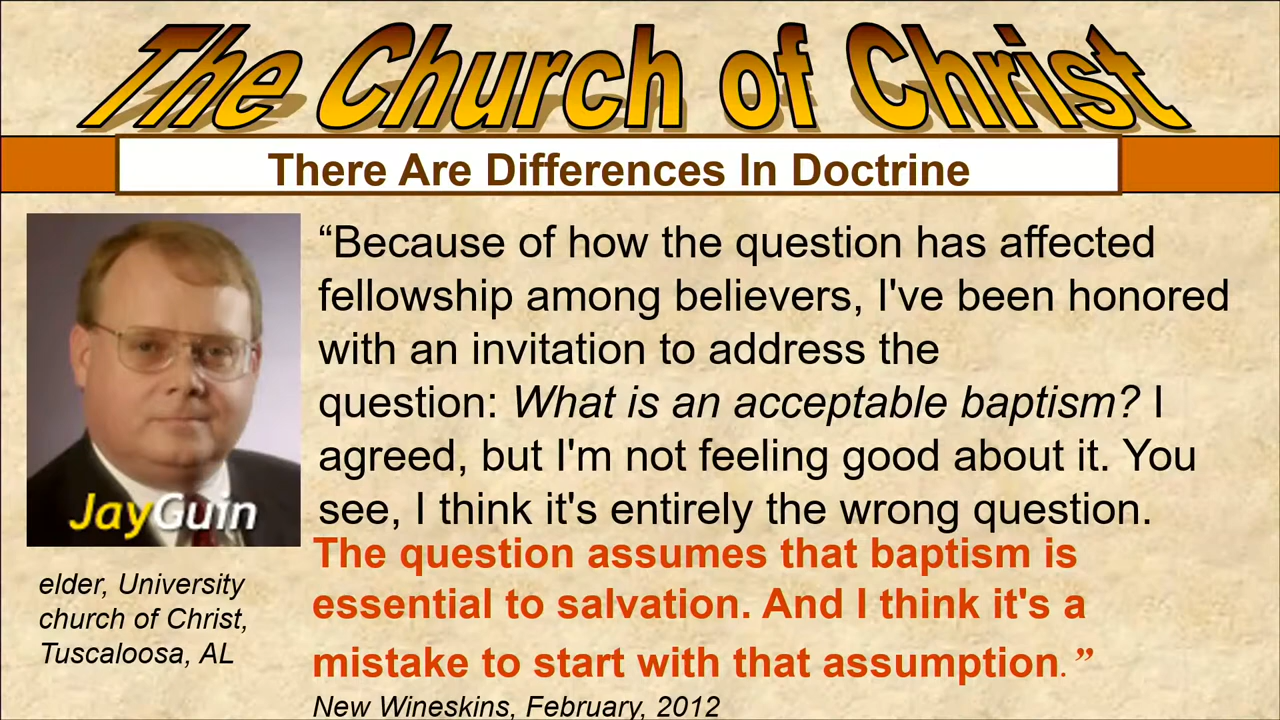 The Church of Christ
There Are Differences In Doctrine
“Because of how the question has affected
fellowship among believers, I've been honored
with an invitation to address the
question: What is an acceptable baptism? I
agreed, but I'm not feeling good about it. You
see, I think it's entirely the wrong question.
The question assumes that baptism is
essential to salvation. And I think it's a
mistake to start with that assumption.”
New Wineskins, February, 2012
JayGuin
elder, University
church of Christ,
Tuscaloosa, AL